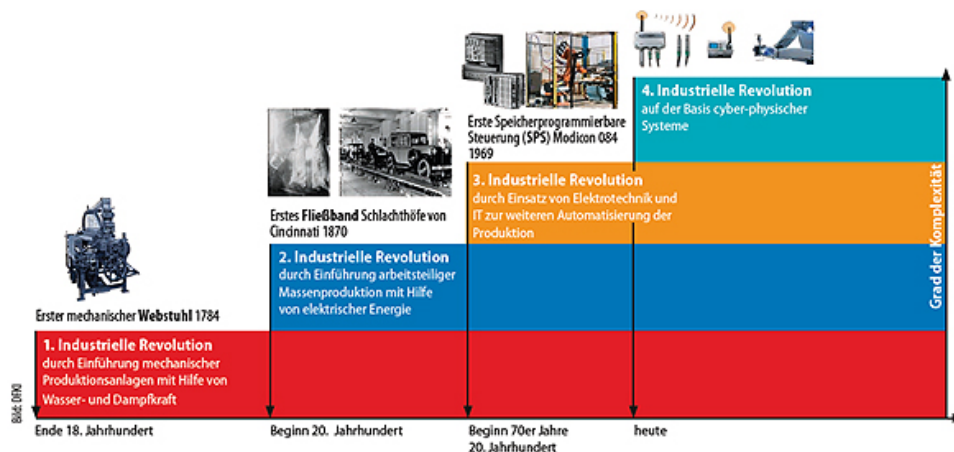 4. Industrielle Revolution
auf der Basis cyber-physischer
Systeme
Erste Speicherprogrammierbare
Steuerung (SPS) Modicon 084
1969
3. Industrielle Revolution
durch Einsatz von Elektrotechnik und
IT zur weiteren Automatisierung der
Produktion
Erstes Fließband Schlachthöfe von
Cincinnati 1870
2. Industrielle Revolution
durch Einführung arbeitsteiliger
Massenproduktion mit Hilfe
von elektrischer Energie
Erster mechanischer Webstuhl 1784
1. Industrielle Revolution
durch Einführung mechanischer
Produktionsanlagen mit Hilfe von
Wasser- und Dampfkraft
Grad der Komplexität
Bild: DFKI
Ende 18. Jahrhundert
Beginn 20. Jahrhundert
Beginn 70er Jahre
20. Jahrhundert
heute